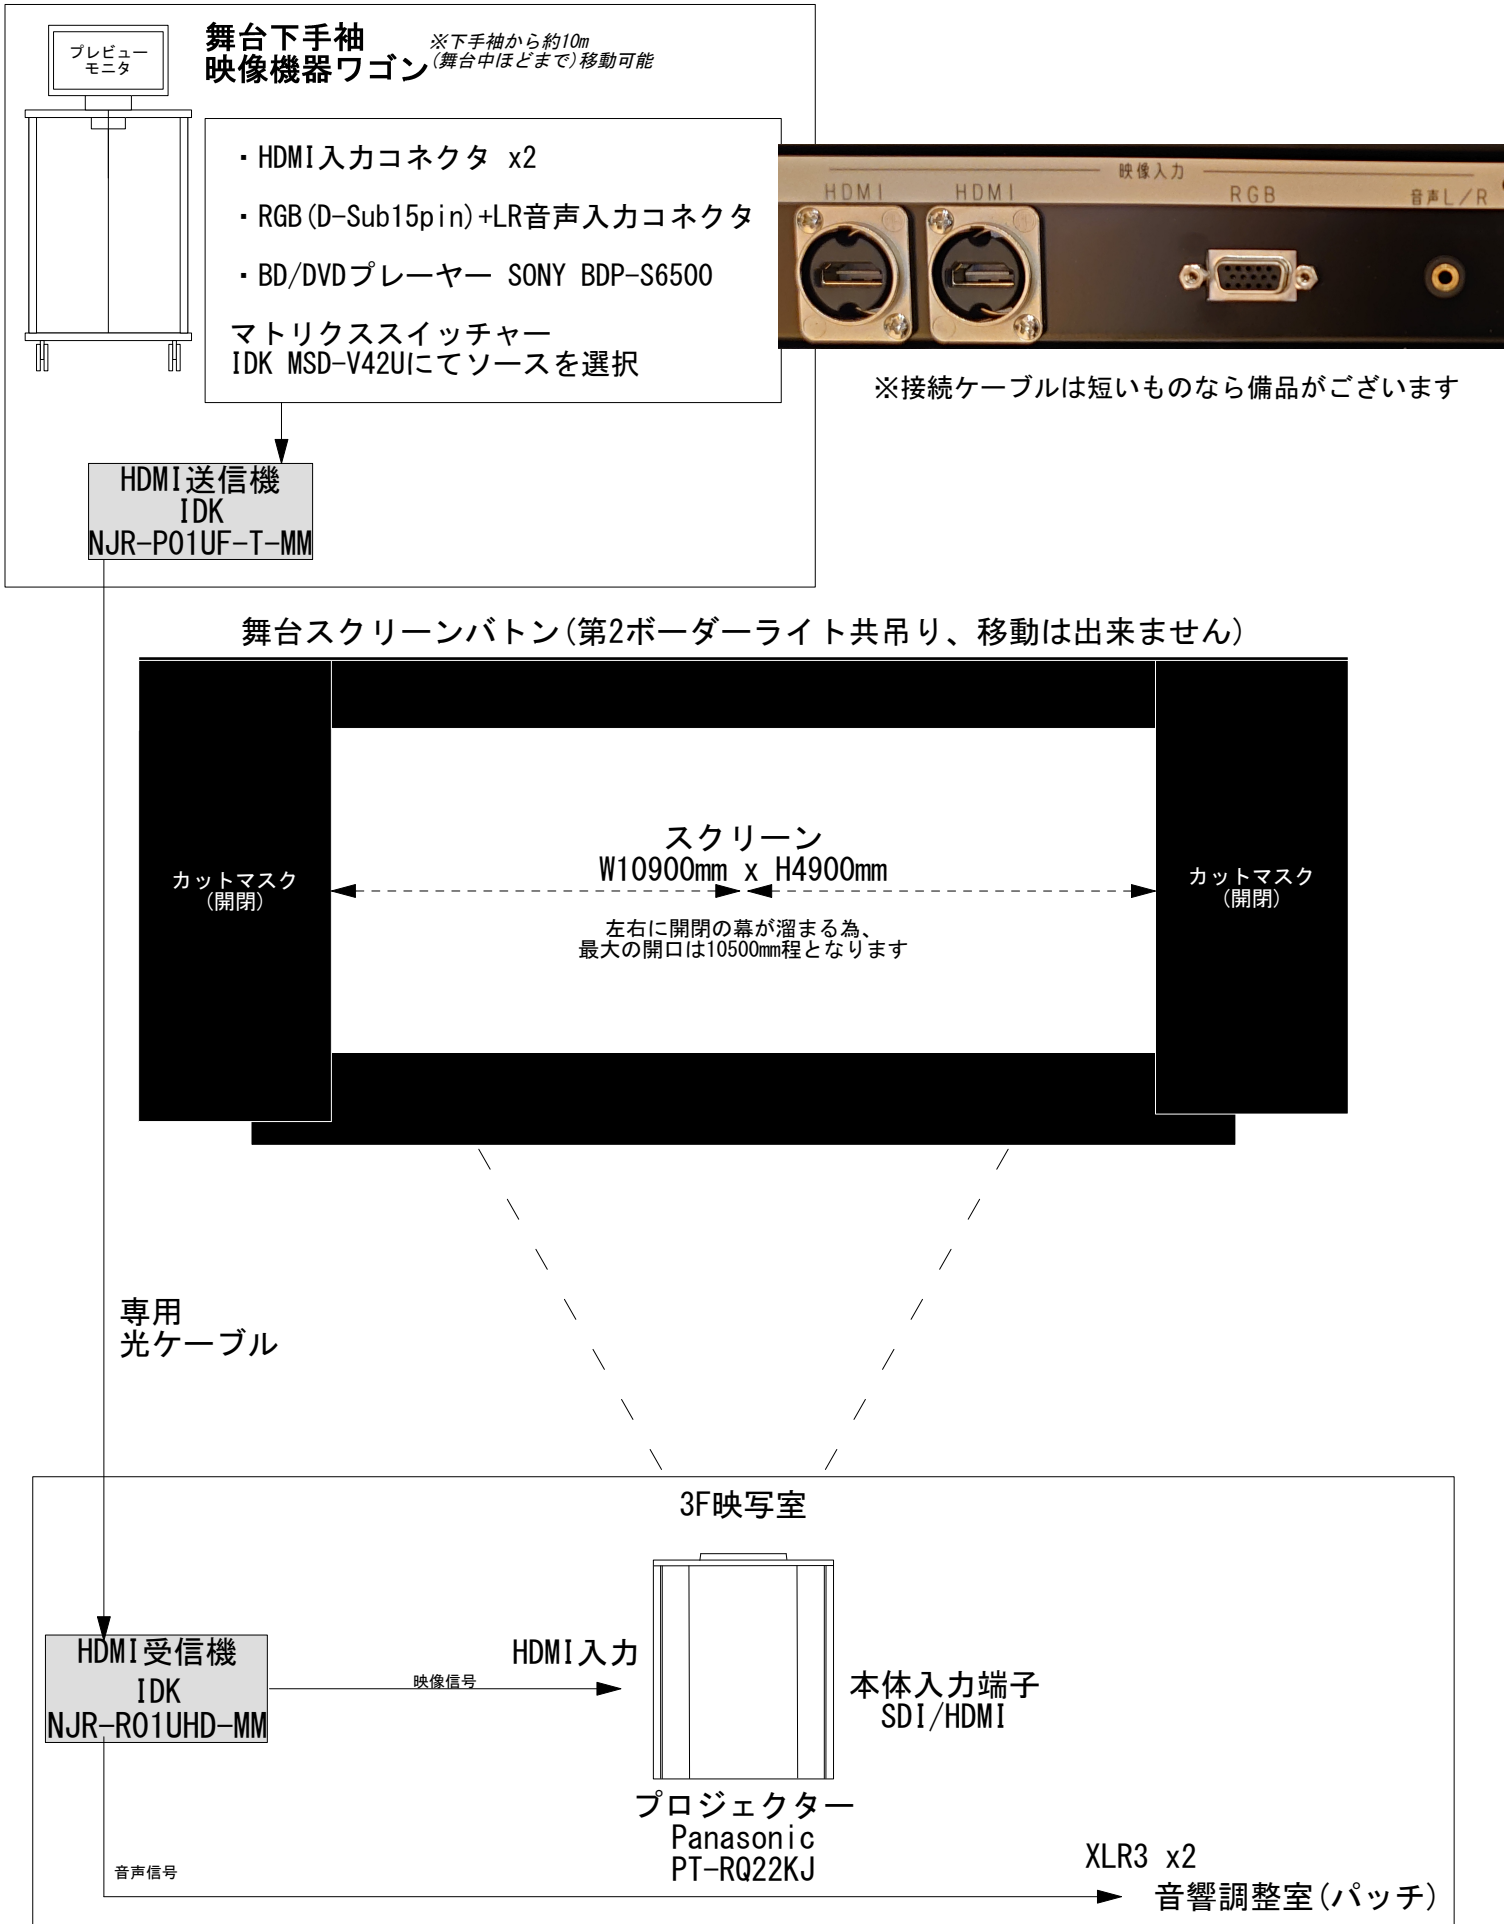 プレビュー
モニタ
舞台下手袖
映像機器ワゴン
※下手袖から約10m
(舞台中ほどまで)移動可能
・HDMI入力コネクタ x2
・RGB(D-Sub15pin)+LR音声入力コネクタ
・BD/DVDプレーヤー SONY BDP-S6500
マトリクススイッチャー
IDK MSD-V42Uにてソースを選択
映像入力
HDMI HDMI RGB 音声L/R
※接続ケーブルは短いものなら備品がございます
HDMI送信機
IDK
NJR-P01UF-T-MM
舞台スクリーンバトン(第2ボーダーライト共吊り、移動は出来ません)
スクリーン
W10900mm x H4900mm
カットマスク
(開閉)
カットマスク
(開閉)
左右に開閉の幕が溜まる為、
最大の開口は10500mm程となります
専用
光ケーブル
3F映写室
HDMI受信機
IDK
NJR-R01UHD-MM
映像信号
HDMI入力
本体入力端子
SDI/HDMI
プロジェクター
Panasonic
PT-RQ22KJ
音声信号
XLR3 x2
音響調整室(パッチ)